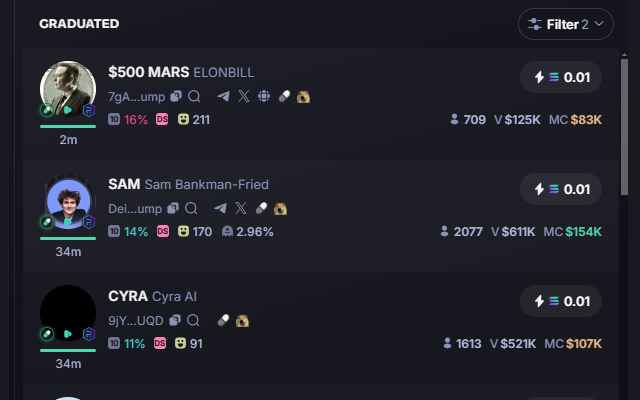 GRADUATED
Filter 2
$500 MARS ELONBILL
0.01
7gA...ump
10 16% DS 211
709 V $125K MC $83K
2m
SAM Sam Bankman-Fried
0.01
Dei...ump
10 14% DS 170 2.96%
2077 V $611K MC $154K
34m
CYRA Cyra AI
0.01
9jY...UQD
10 11% DS 91
1613 V $521K MC $107K
34m